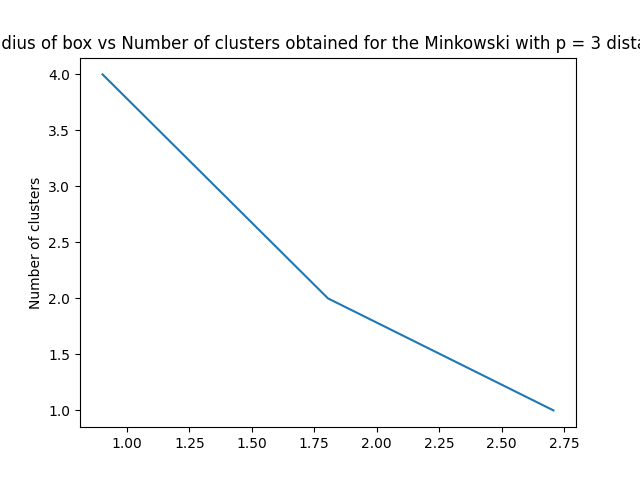 dius of box vs Number of clusters obtained for the Minkowski with p = 3 dista
4.0
3.5
3.0
2.5
2.0
1.5
1.0
Number of clusters
1.00 1.25 1.50 1.75 2.00 2.25 2.50 2.75